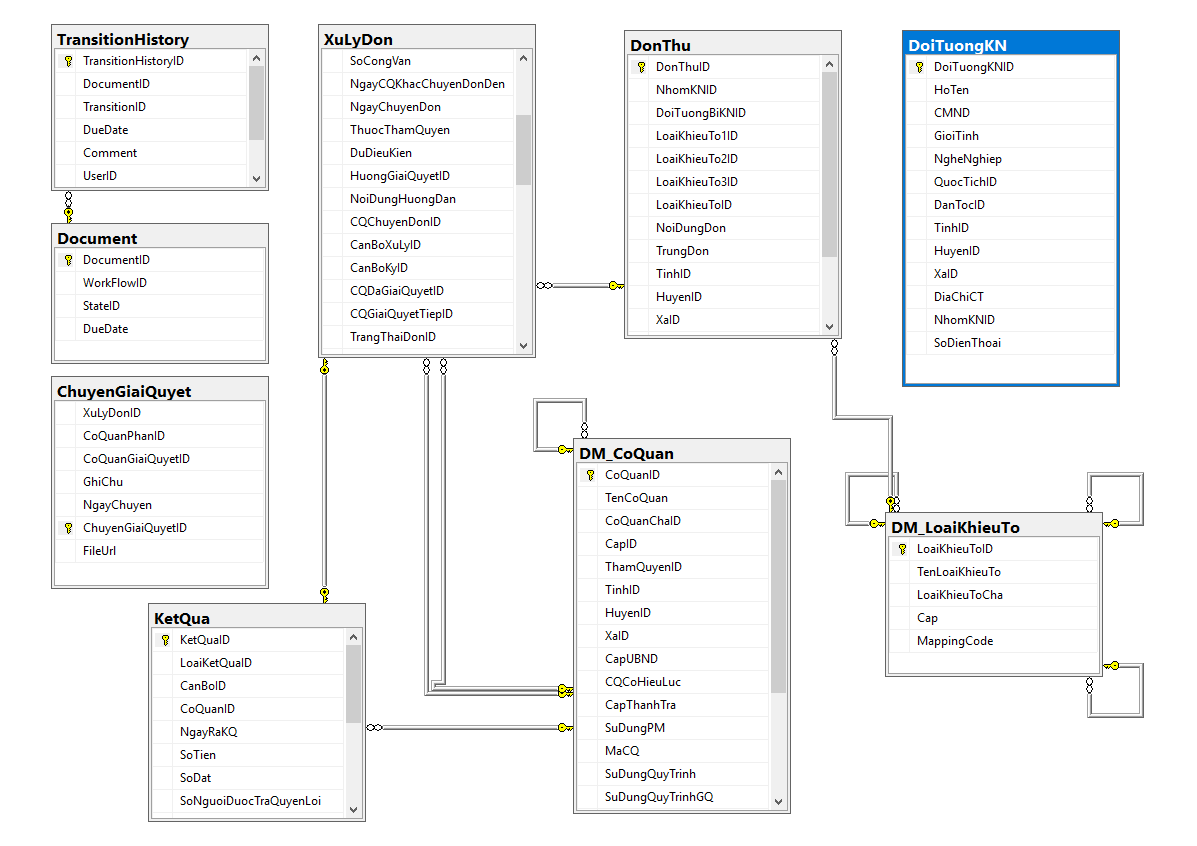 TransitionHistory
TransitionHistoryID
DocumentID
TransitionID
DueDate
Comment
UserID
Document
DocumentID
WorkFlowID
StateID
DueDate
ChuyenGiaiQuyet
XuLyDonID
CoQuanPhanID
CoQuanGiaiQuyetID
GhiChu
NgayChuyen
ChuyenGiaiQuyetID
FileUrl
KetQua
KetQuaID
LoaiKetQuaID
CanBoID
CoQuanID
NgayRaKQ
SoTien
SoDat
SoNguoiDuocTraQuyenLoi
XuLyDon
SoCongVan
NgayCQKhacChuyenDonDen
NgayChuyenDon
ThuocThamQuyen
DuDieuKien
HuongGiaiQuyetID
NoiDungHuongDan
CQChuyenDonID
CanBoXuLyID
CanBoKyID
CQDaGiaiQuyetID
CQGiaiQuyetTiepID
TrangThaiDonID
DonThu
DonThuID
NhomKNID
DoiTuongBiKNID
LoaiKhieuTo1ID
LoaiKhieuTo2ID
LoaiKhieuTo3ID
LoaiKhieuToID
NoiDungDon
TrungDon
TinhID
HuyenID
XaID
DM_CoQuan
CoQuanID
TenCoQuan
CoQuanChaID
CapID
ThamQuyenID
TinhID
HuyenID
XaID
CapUBND
CQCoHieuLuc
CapThanhTra
SuDungPM
MaCQ
SuDungQuyTrinh
SuDungQuyTrinhGQ
DoiTuongKN
DoiTuongKNID
HoTen
CMND
GioiTinh
NgheNghiep
QuocTichID
DanTocID
TinhID
HuyenID
XaID
DiaChiCT
NhomKNID
SoDienThoai
DM_LoaiKhieuTo
LoaiKhieuToID
TenLoaiKhieuTo
LoaiKhieuToCha
Cap
MappingCode